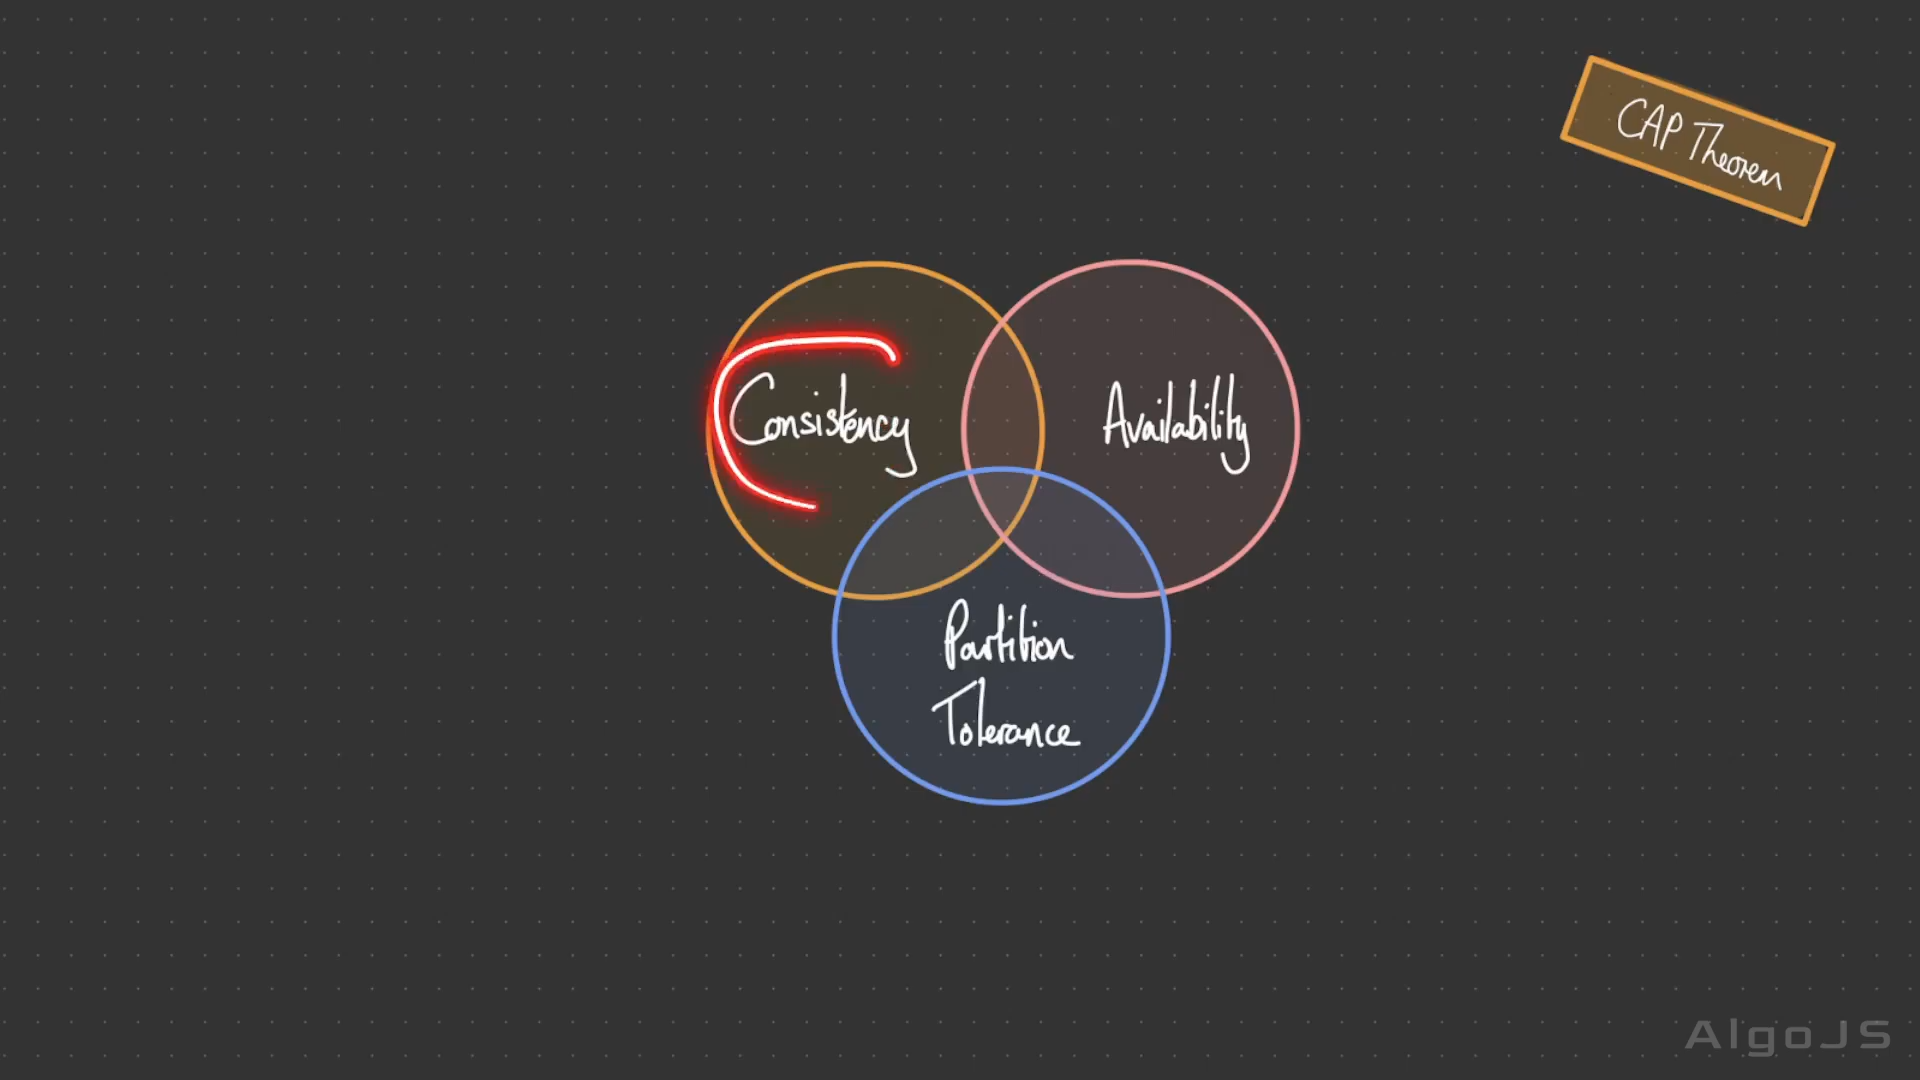 CAP Theorem
Consistency
Availability
Partition
Tolerance
AlgoJS